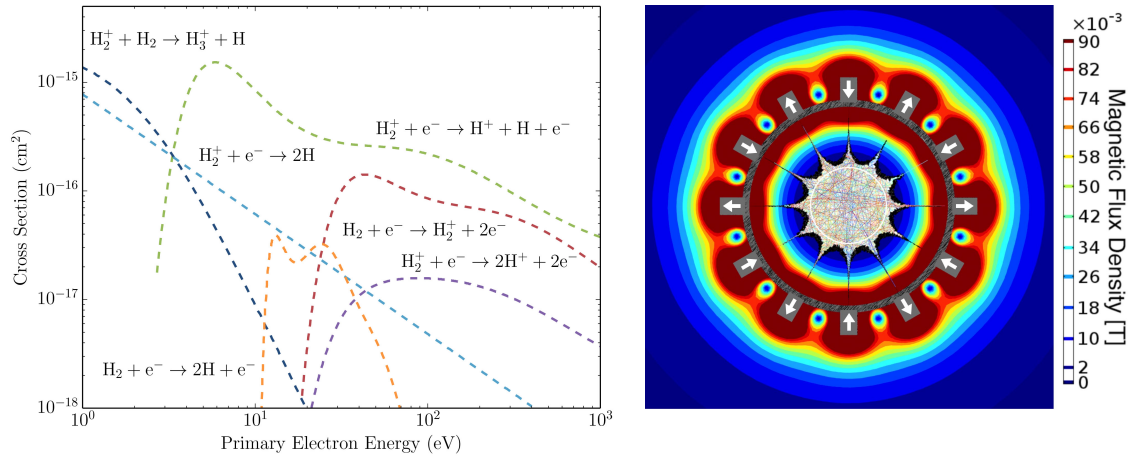 H₂⁺ + H₂ → H₃⁺ + H
H₂⁺ + e⁻ → H⁺ + H + e⁻
H₂⁺ + e⁻ → 2H
H₂ + e⁻ → H₂⁺ + 2e⁻
H₂⁺ + e⁻ → 2H⁺ + 2e⁻
H₂ + e⁻ → 2H + e⁻
Cross Section (cm²)
10⁻¹⁵
10⁻¹⁶
10⁻¹⁷
10⁻¹⁸
10⁰
10¹
10²
10³
Primary Electron Energy (eV)
×10⁻³
90
82
74
66
58
50
42
34
26
18
10
2
0
Magnetic Flux Density [T]